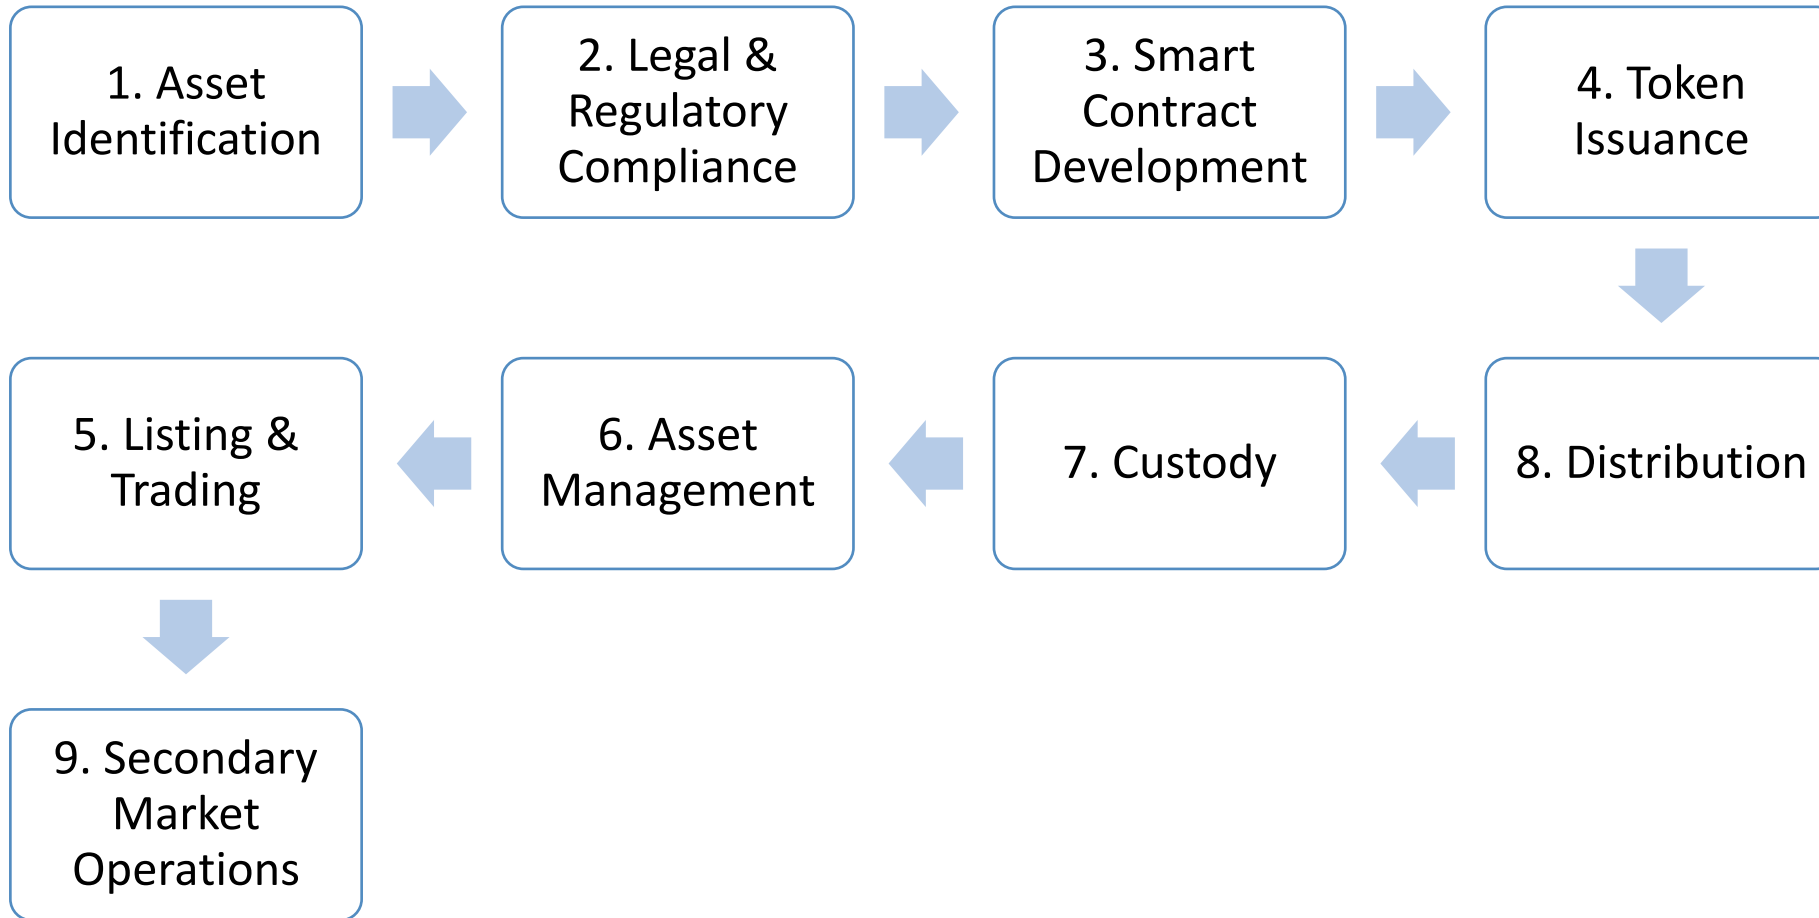 1. Asset
Identification
2. Legal &
Regulatory
Compliance
3. Smart
Contract
Development
4. Token
Issuance
5. Listing &
Trading
6. Asset
Management
7. Custody
8. Distribution
9. Secondary
Market
Operations